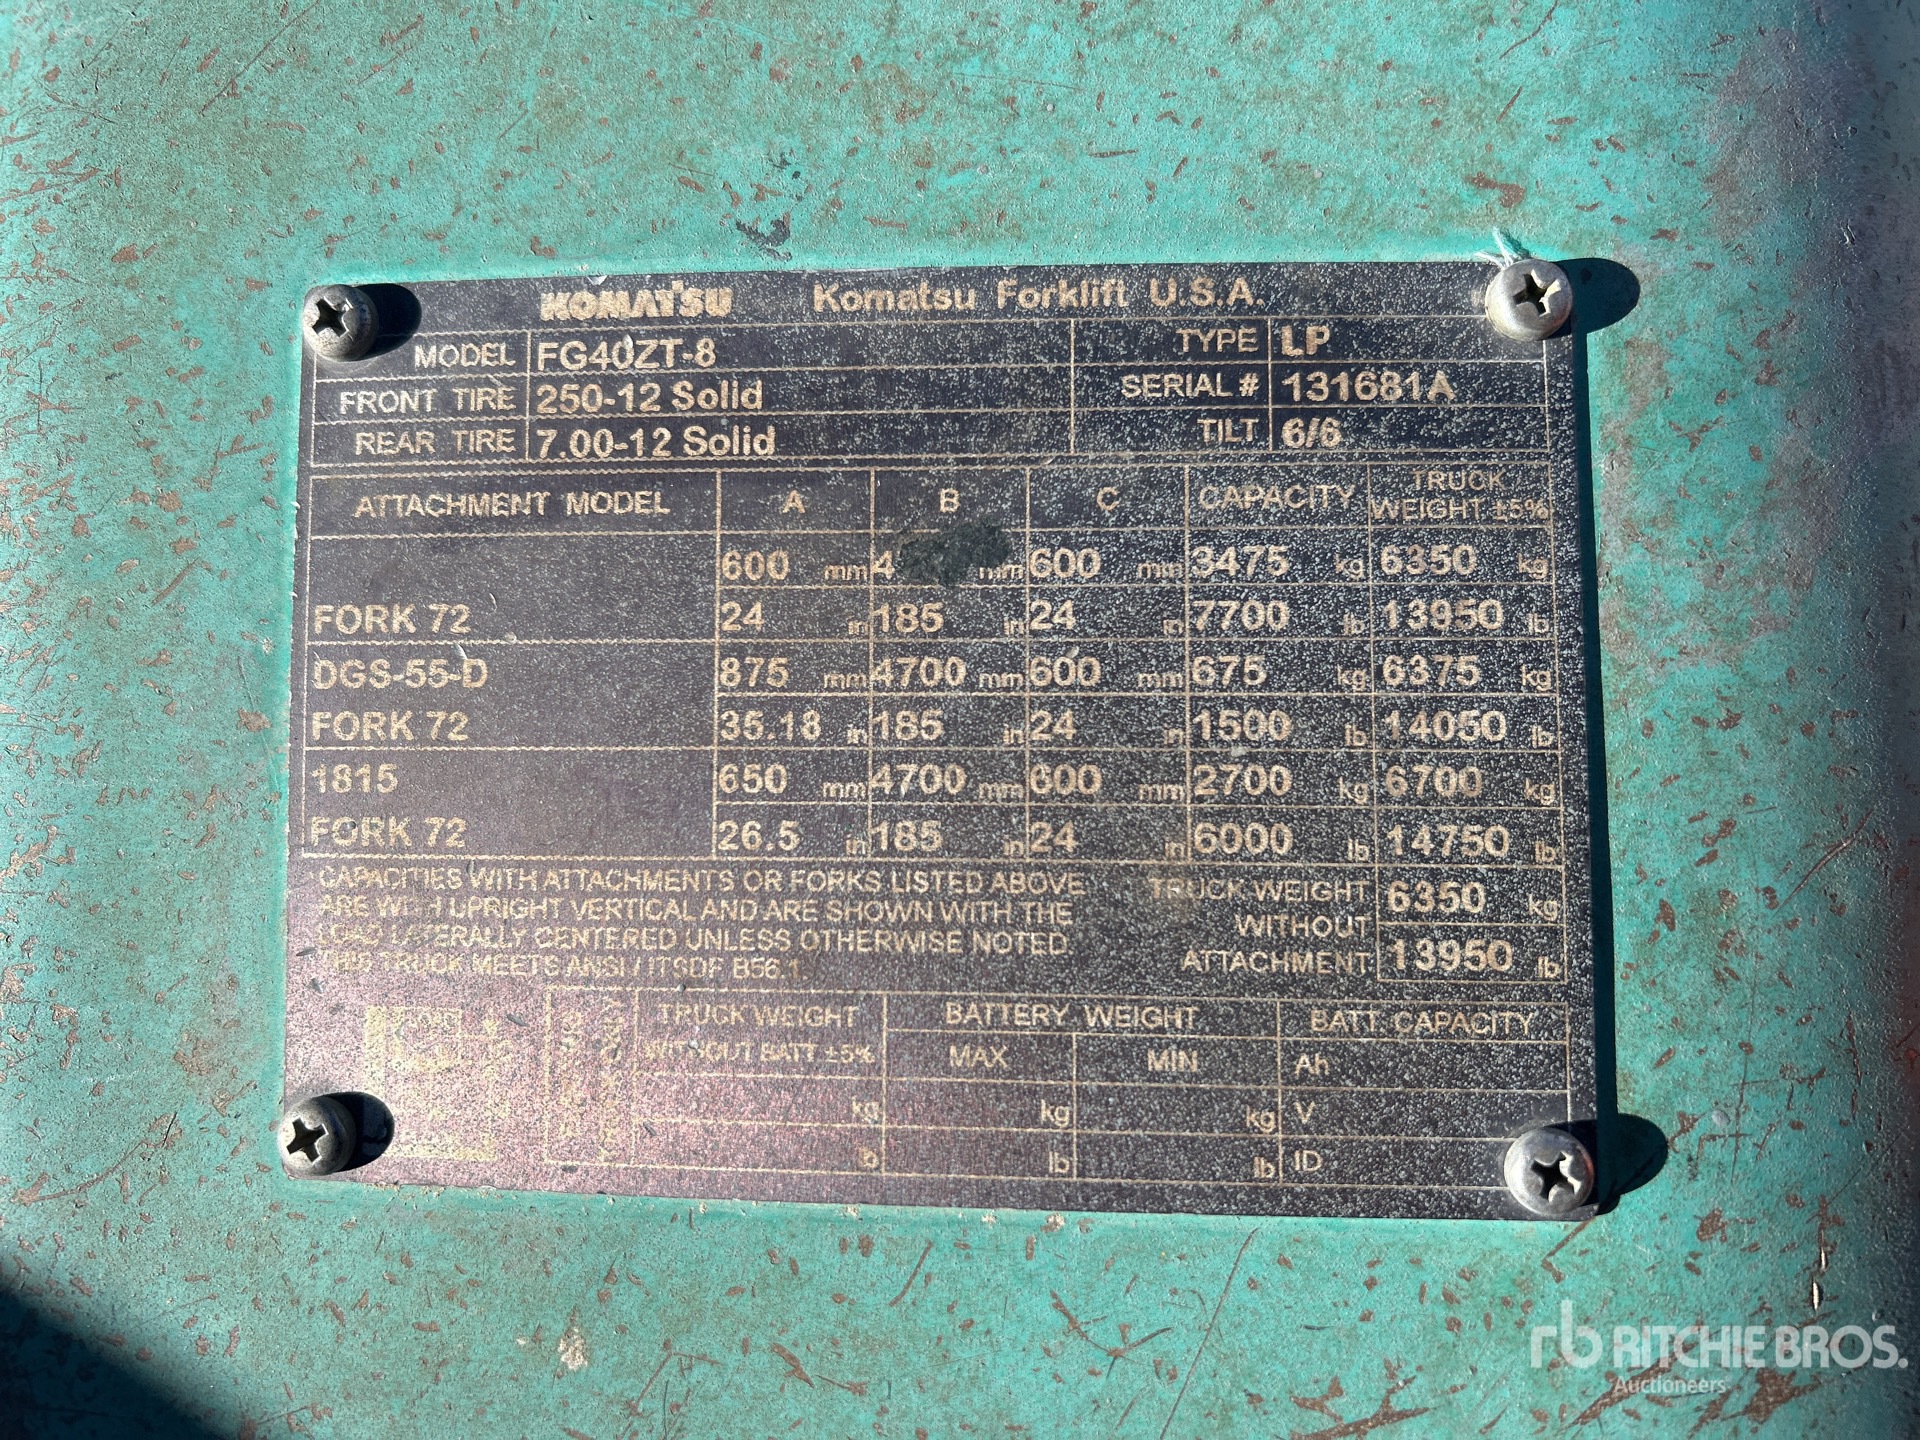 KOMATSU Komatsu Forklift U.S.A.
MODEL FG40ZT-8 TYPE LP
FRONT TIRE 250-12 Solid SERIAL # 131681A
REAR TIRE 7.00-12 Solid TILT 6/6
ATTACHMENT MODEL A B C CAPACITY TRUCK WEIGHT ±5%
600 mm 4 mm 600 mm 3475 kg 6350 kg
FORK 72 24 in 185 in 24 in 7700 lb 13950 lb
DGS-55-D 875 mm 4700 mm 600 mm 675 kg 6375 kg
FORK 72 35.18 in 185 in 24 in 1500 lb 14050 lb
1815 650 mm 4700 mm 600 mm 2700 kg 6700 kg
FORK 72 26.5 in 185 in 24 in 6000 lb 14750 lb
CAPACITIES WITH ATTACHMENTS OR FORKS LISTED ABOVE
ARE WITH UPRIGHT VERTICAL AND ARE SHOWN WITH THE
LOAD LATERALLY CENTERED UNLESS OTHERWISE NOTED
THIS TRUCK MEETS ANSI / ITSDF B56.1
TRUCK WEIGHT 6350 kg
WITHOUT
ATTACHMENT 13950 lb
TRUCK WEIGHT BATTERY WEIGHT BATT CAPACITY
WITHOUT BATT ±5% MAX MIN Ah
kg kg kg V
lb lb lb ID
rb RITCHIE BROS.
Auctioneers